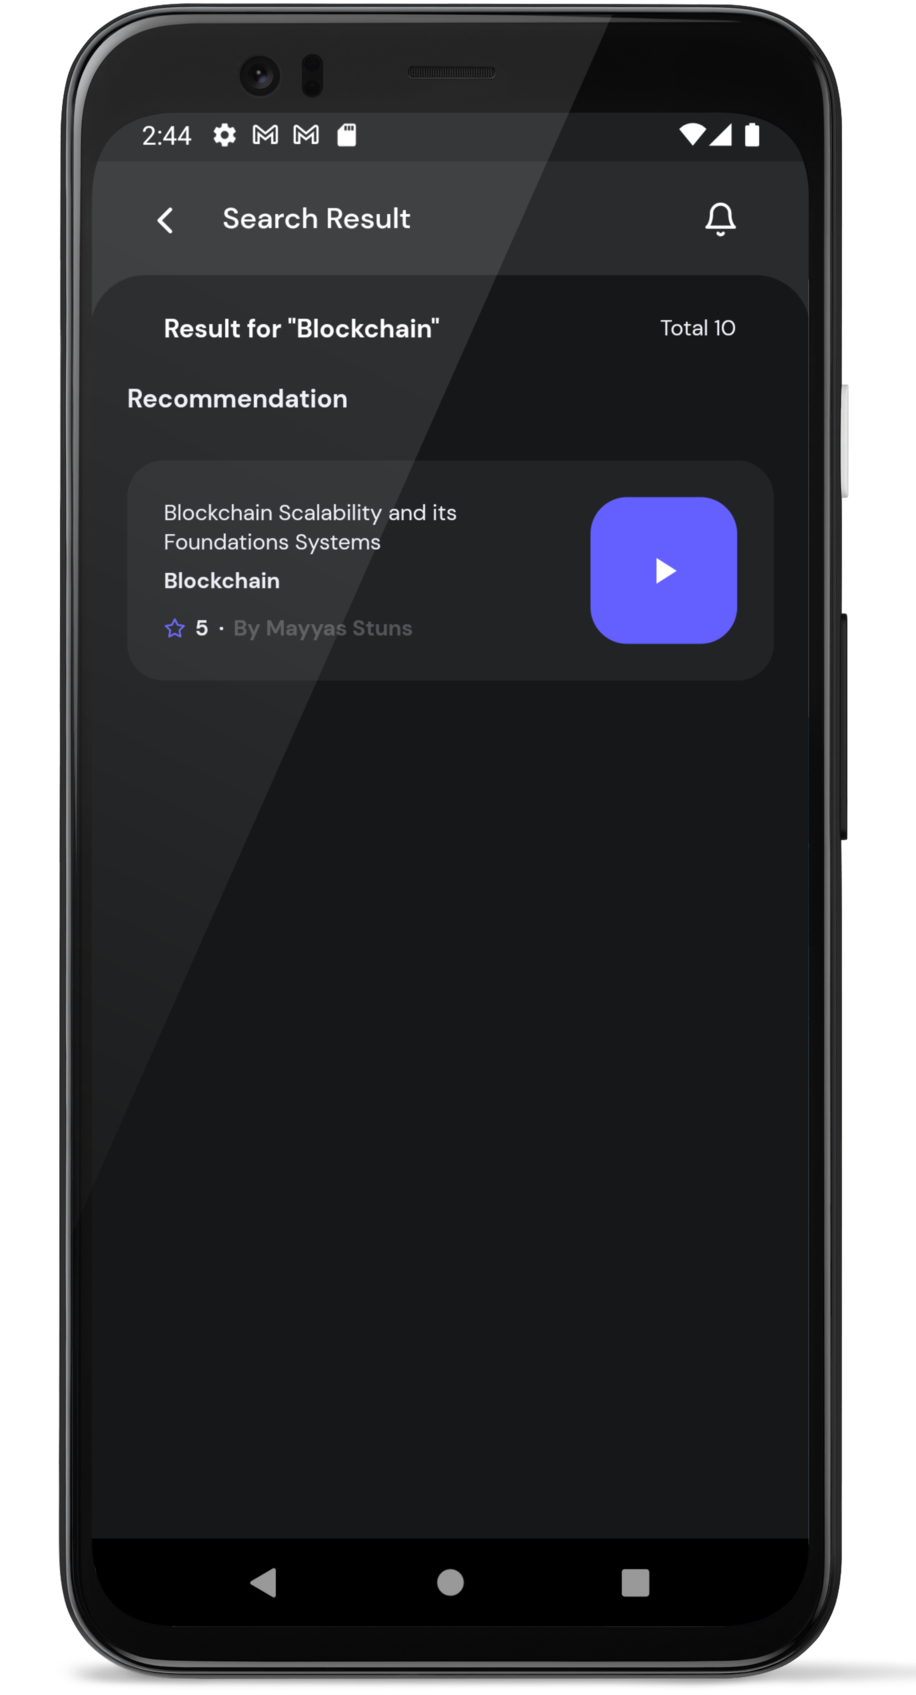 2:44
Search Result
Result for "Blockchain" Total 10
Recommendation
Blockchain Scalability and its
Foundations Systems
Blockchain
5 · By Mayyas Stuns